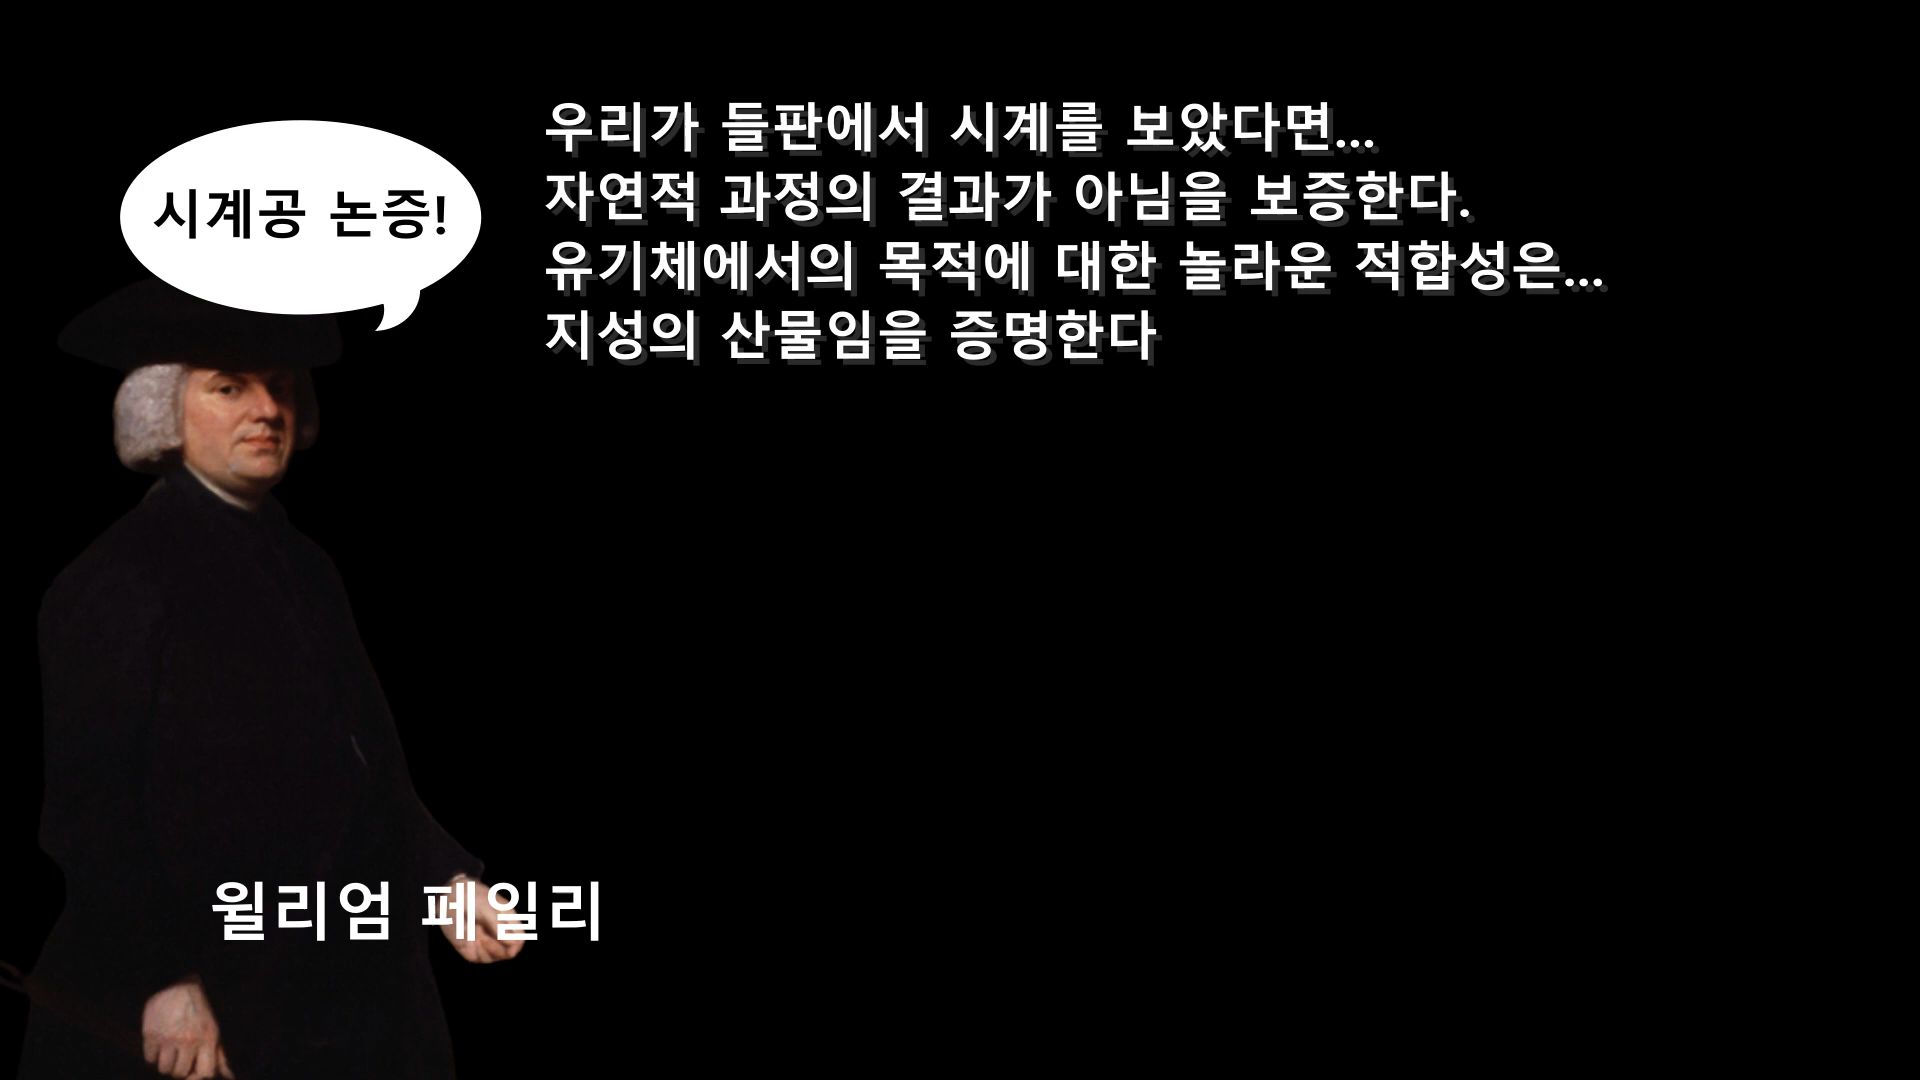 시계공 논증!
우리가 들판에서 시계를 보았다면...
자연적 과정의 결과가 아님을 보증한다.
유기체에서의 목적에 대한 놀라운 적합성은...
지성의 산물임을 증명한다
윌리엄 페일리